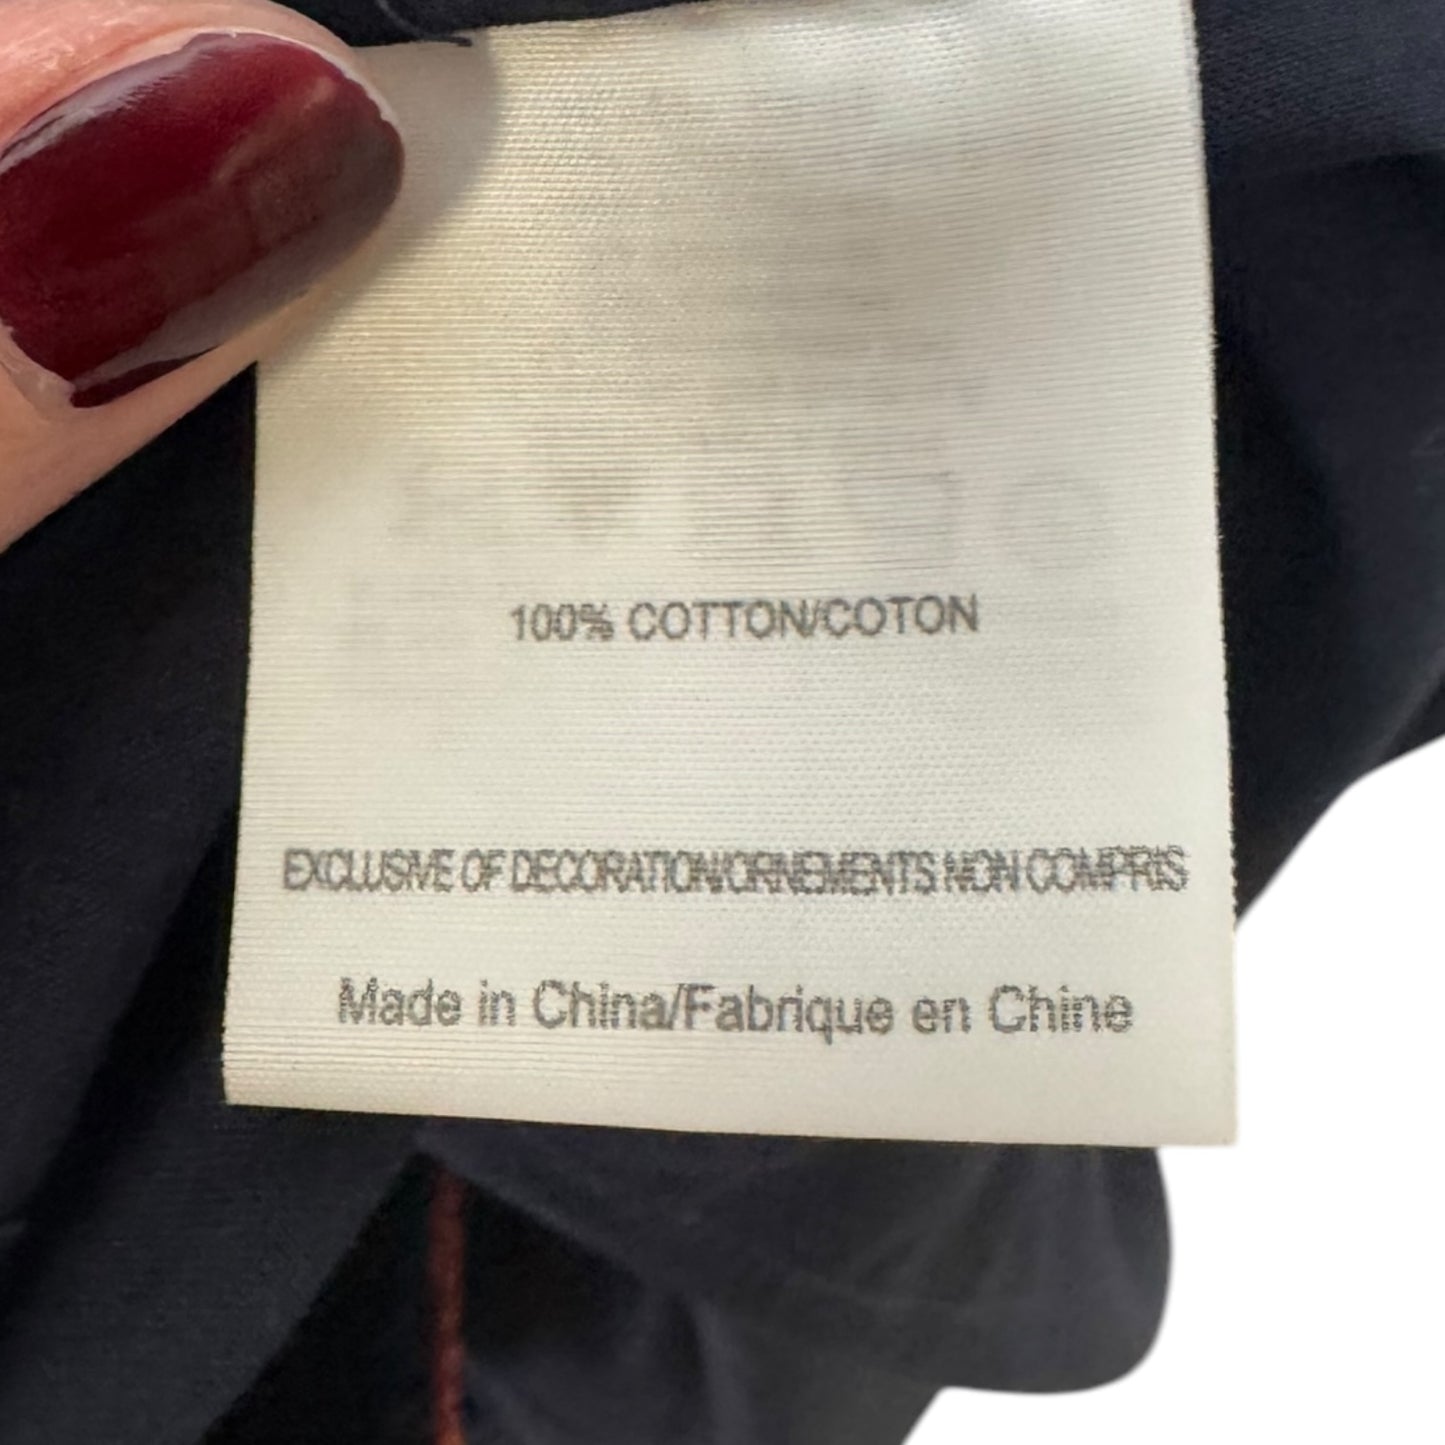 100% COTTON/COTON
EXCLUSIVE OF DECORATION/ORNEMENTS NON COMPRIS
Made in China/Fabrique en Chine